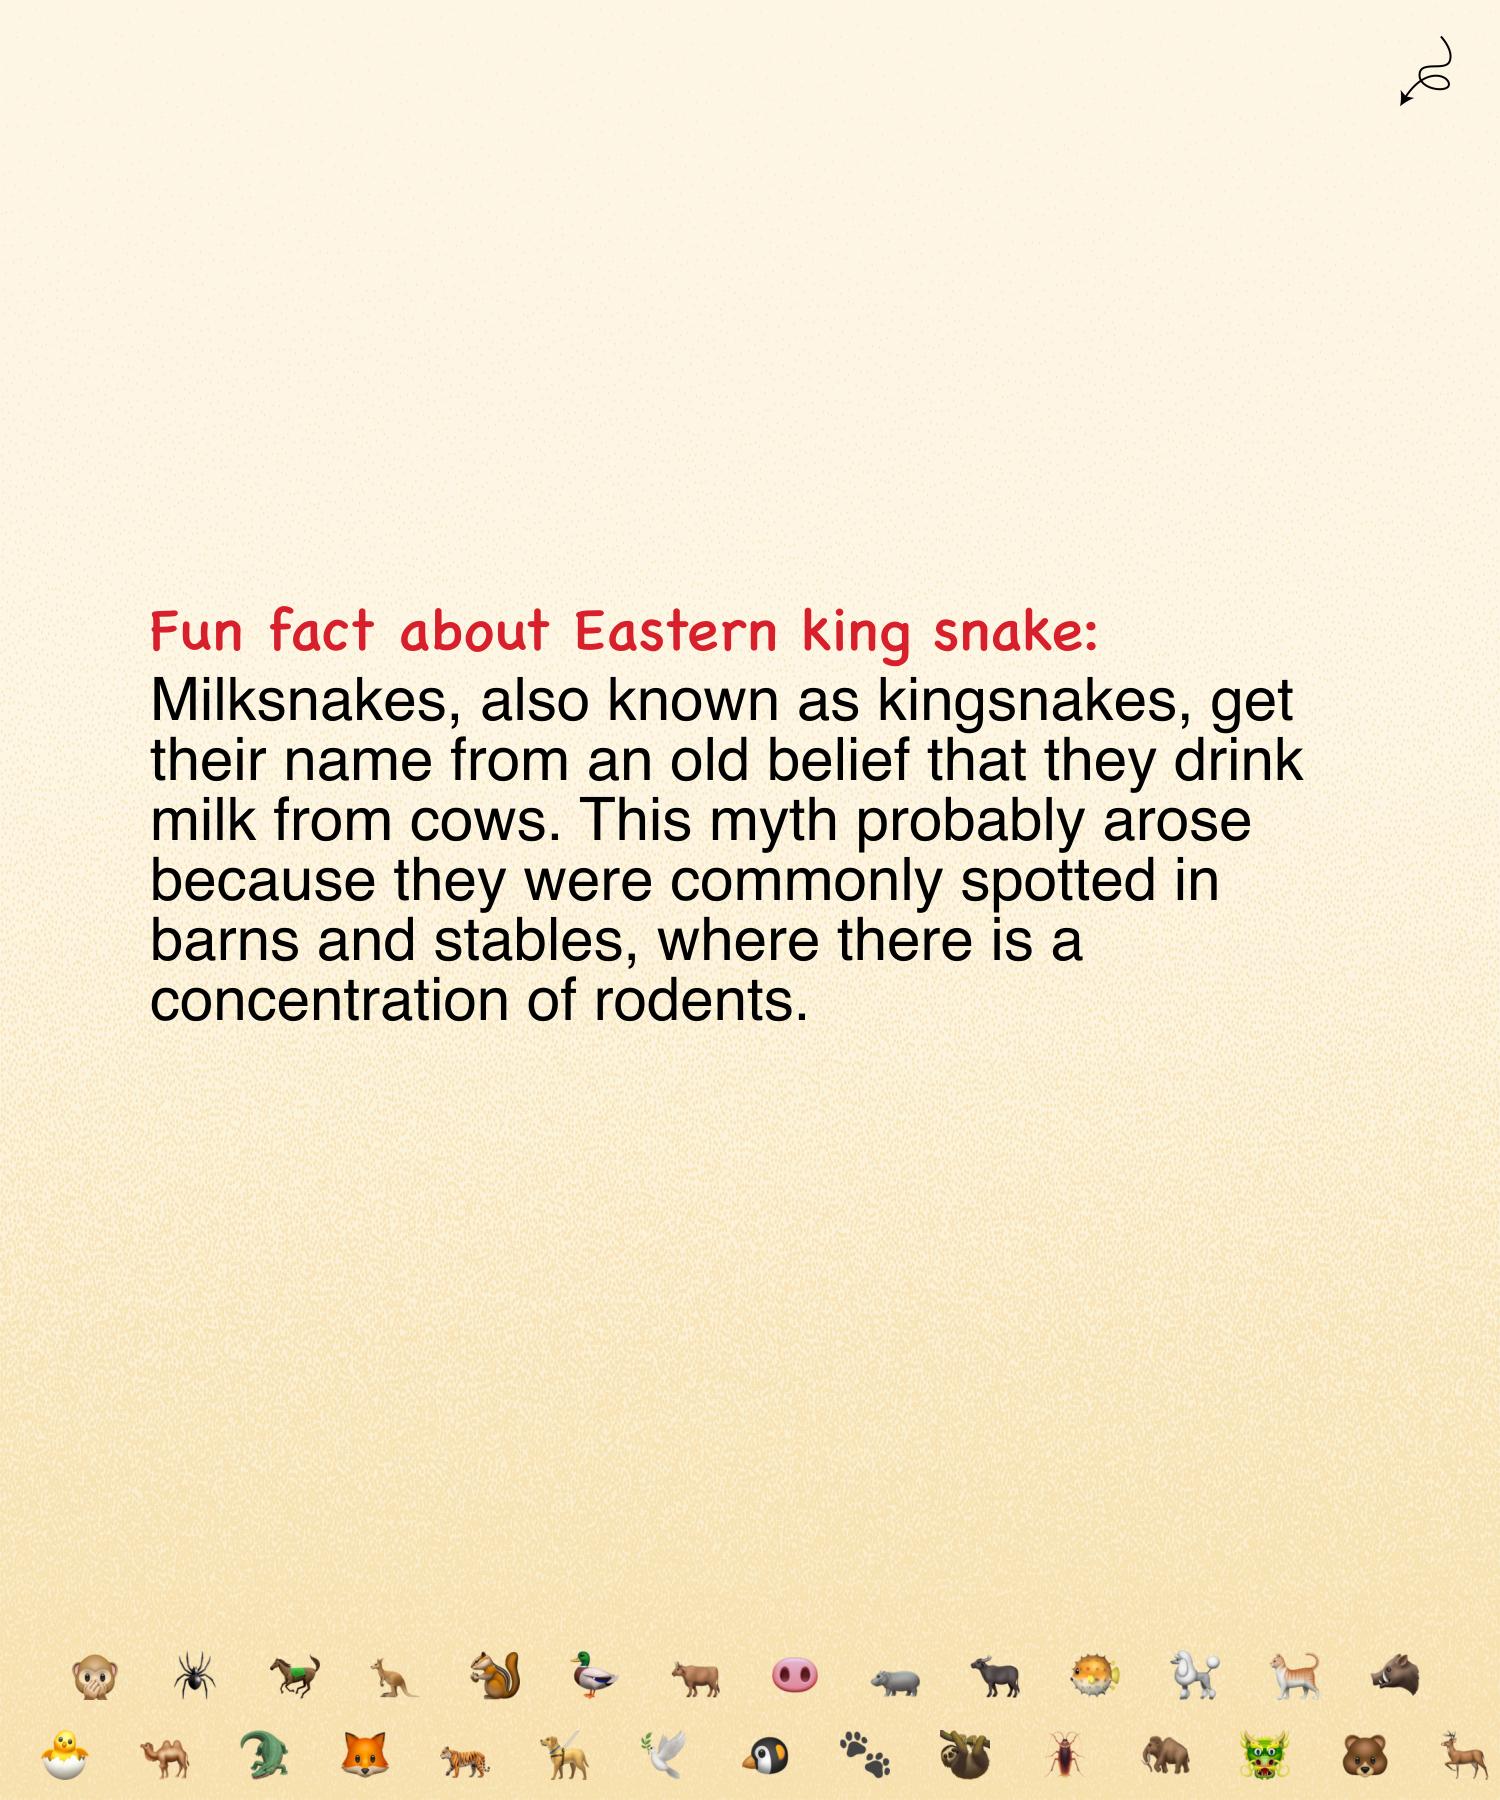 Fun fact about Eastern king snake:
Milksnakes, also known as kingsnakes, get
their name from an old belief that they drink
milk from cows. This myth probably arose
because they were commonly spotted in
barns and stables, where there is a
concentration of rodents.